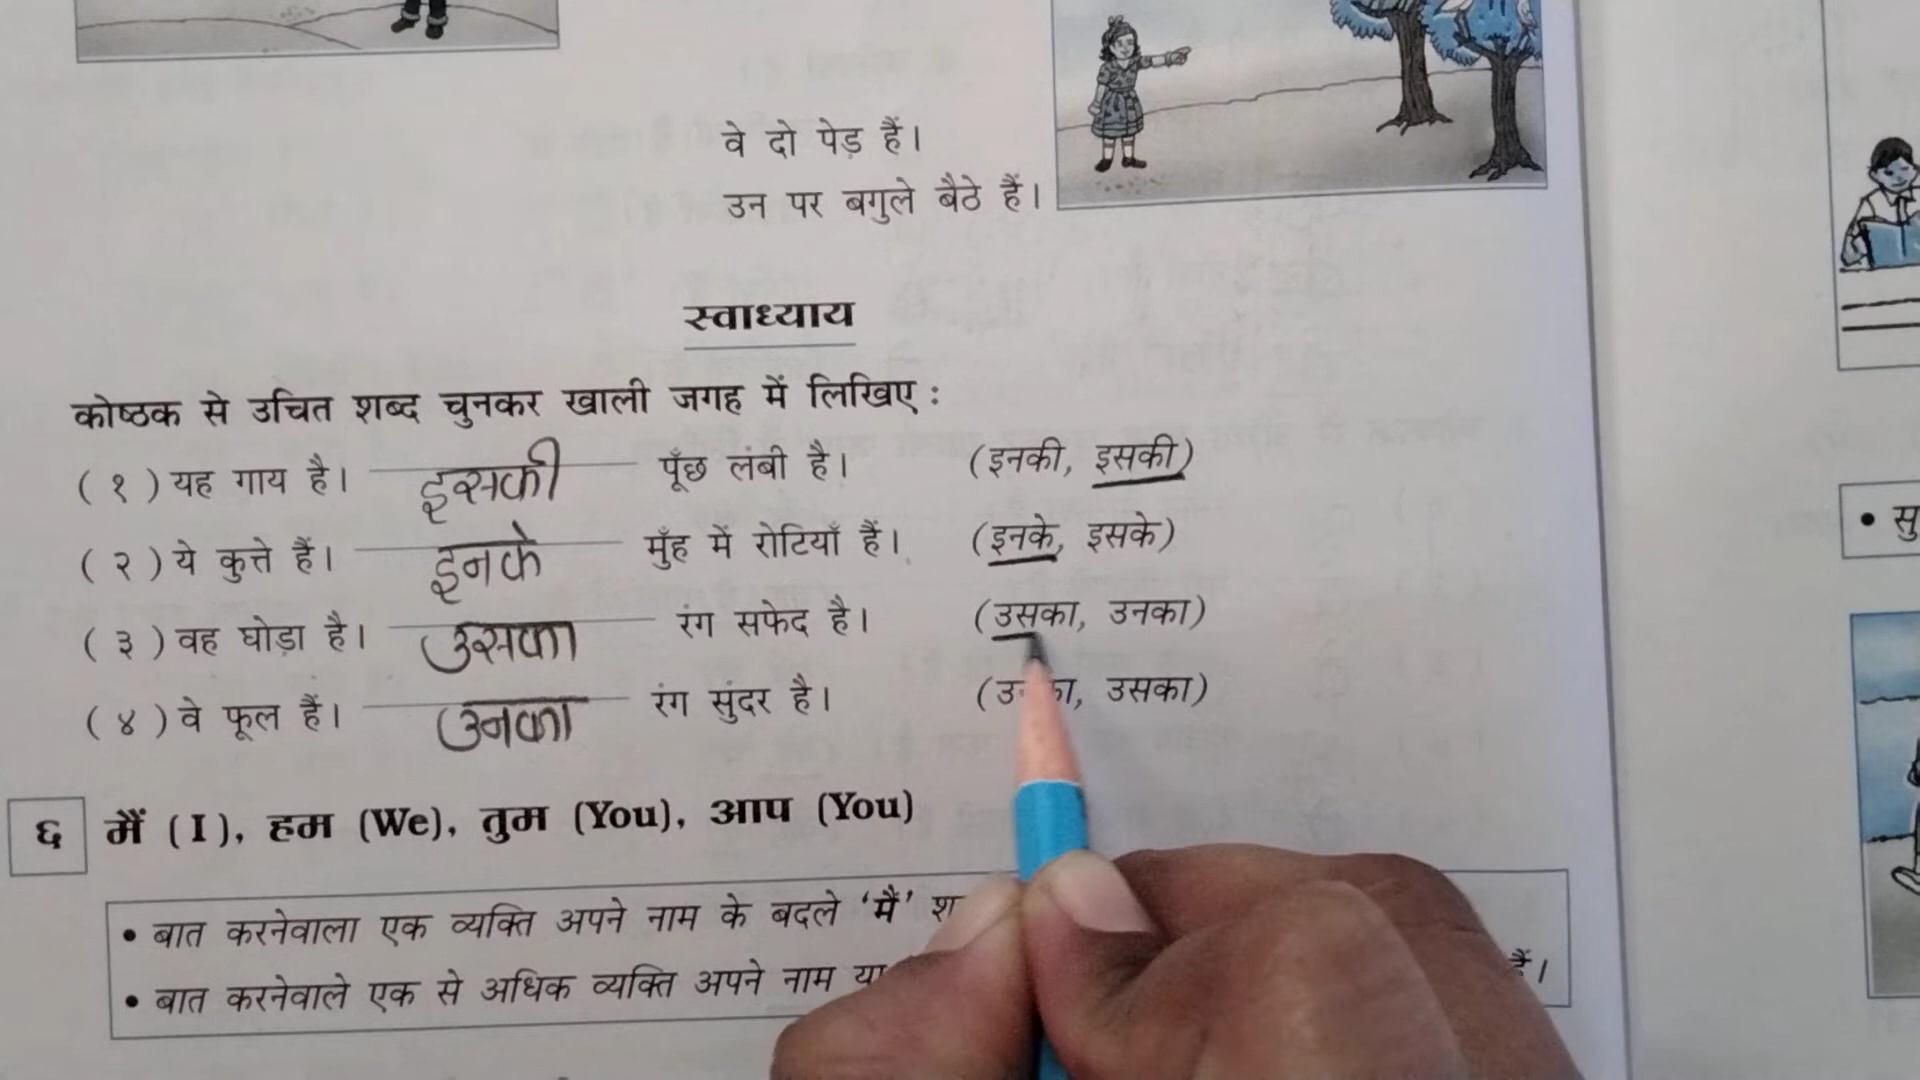 वे दो पेड़ हैं।
उन पर बगुले बैठे हैं।
स्वाध्याय
कोष्ठक से उचित शब्द चुनकर खाली जगह में लिखिए :
( १ ) यह गाय है। इसकी पूँछ लंबी है। (इनकी, इसकी)
( २ ) ये कुत्ते हैं। इनके मुँह में रोटियाँ हैं। (इनके, इसके)
( ३ ) वह घोड़ा है। उसका रंग सफेद है। (उसका, उनका)
( ४ ) वे फूल हैं। उनका रंग सुंदर है। उसका)
६ मैं (I), हम (We), तुम (You), आप (You)
• बात करनेवाला एक व्यक्ति अपने नाम के बदले ‘मैं’
• बात करनेवाले एक से अधिक व्यक्ति अपने नाम हैं।
• सु